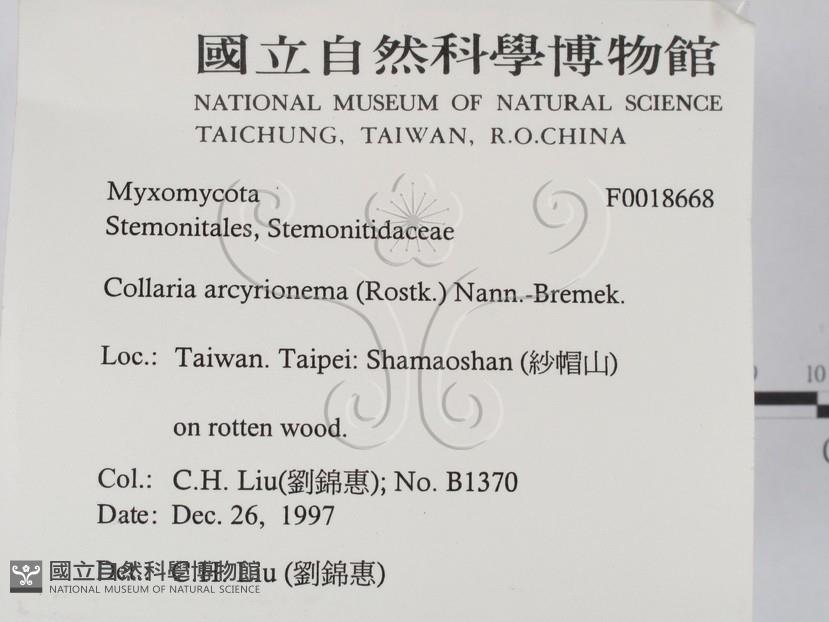 國立自然科學博物館
NATIONAL MUSEUM OF NATURAL SCIENCE
TAICHUNG, TAIWAN, R.O.CHINA
Myxomycota F0018668
Stemonitales, Stemonitidaceae
Collaria arcyrionema (Rostk.) Nann.-Bremek.
Loc.: Taiwan. Taipei: Shamaoshan (紗帽山)
on rotten wood.
Col.: C.H. Liu(劉錦惠); No. B1370
Date: Dec. 26, 1997
Det.: C.H. Liu (劉錦惠)
國立自然科學博物館
NATIONAL MUSEUM OF NATURAL SCIENCE
10